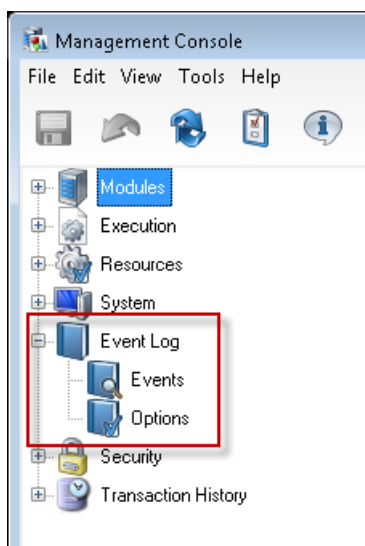 Management Console
File Edit View Tools Help
Modules
Execution
Resources
System
Event Log
Events
Options
Security
Transaction History